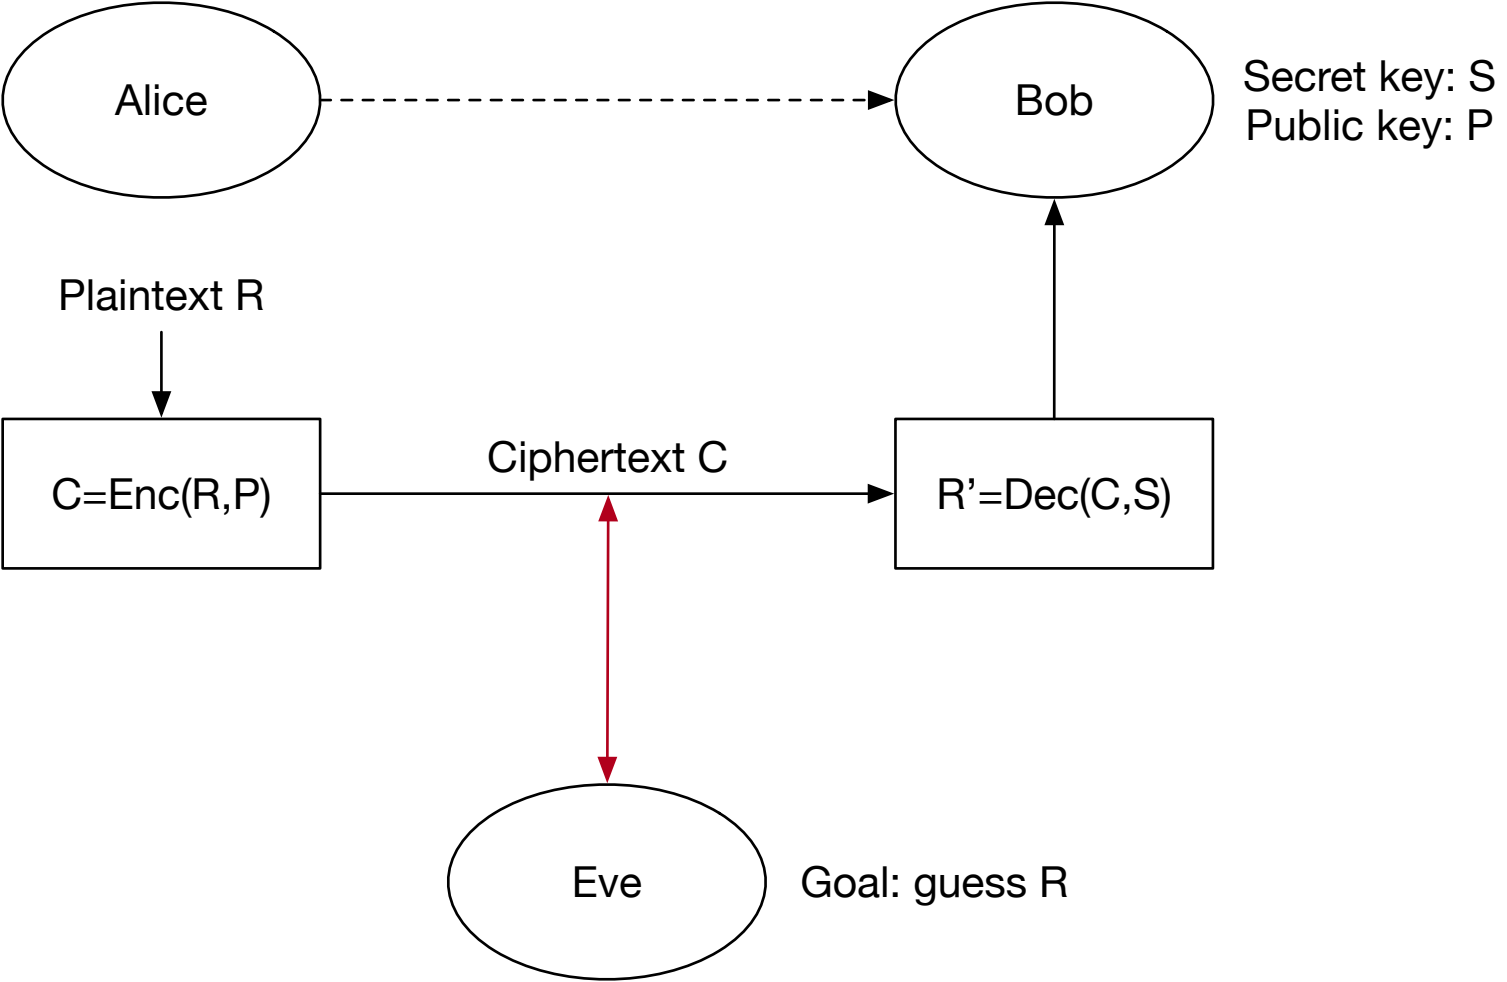 Alice
Bob
Secret key: S
Public key: P
Plaintext R
C=Enc(R,P)
Ciphertext C
R’=Dec(C,S)
Eve
Goal: guess R